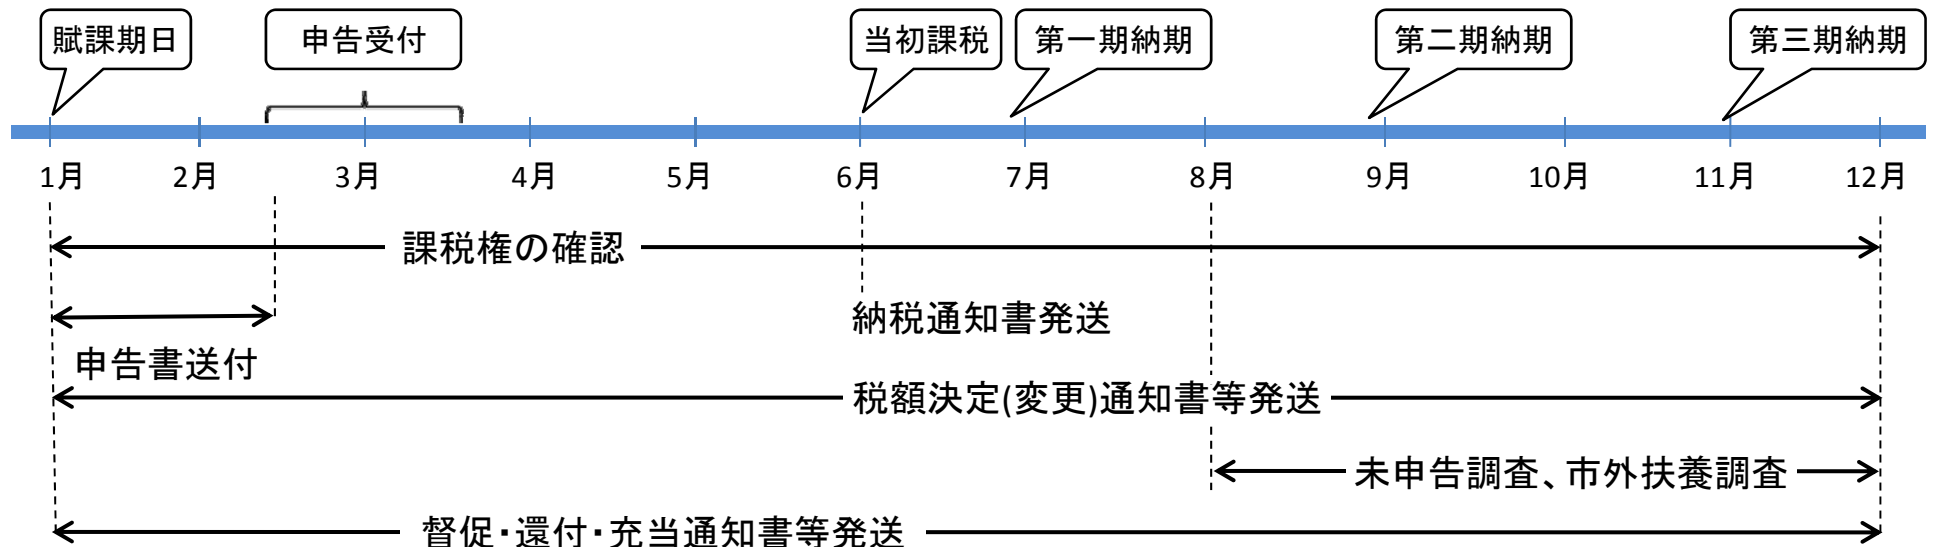 賦課期日
申告受付
当初課税
第一期納期
第二期納期
第三期納期
1月
2月
3月
4月
5月
6月
7月
8月
9月
10月
11月
12月
課税権の確認
納税通知書発送
申告書送付
税額決定(変更)通知書等発送
未申告調査、市外扶養調査
督促・還付・充当通知書等発送